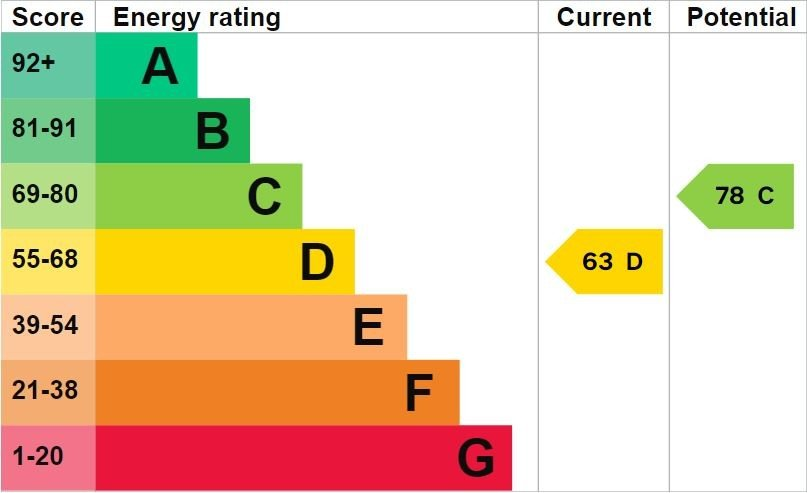 Score Energy rating Current Potential
92+ A
81-91 B
69-80 C 78 C
55-68 D 63 D
39-54 E
21-38 F
1-20 G